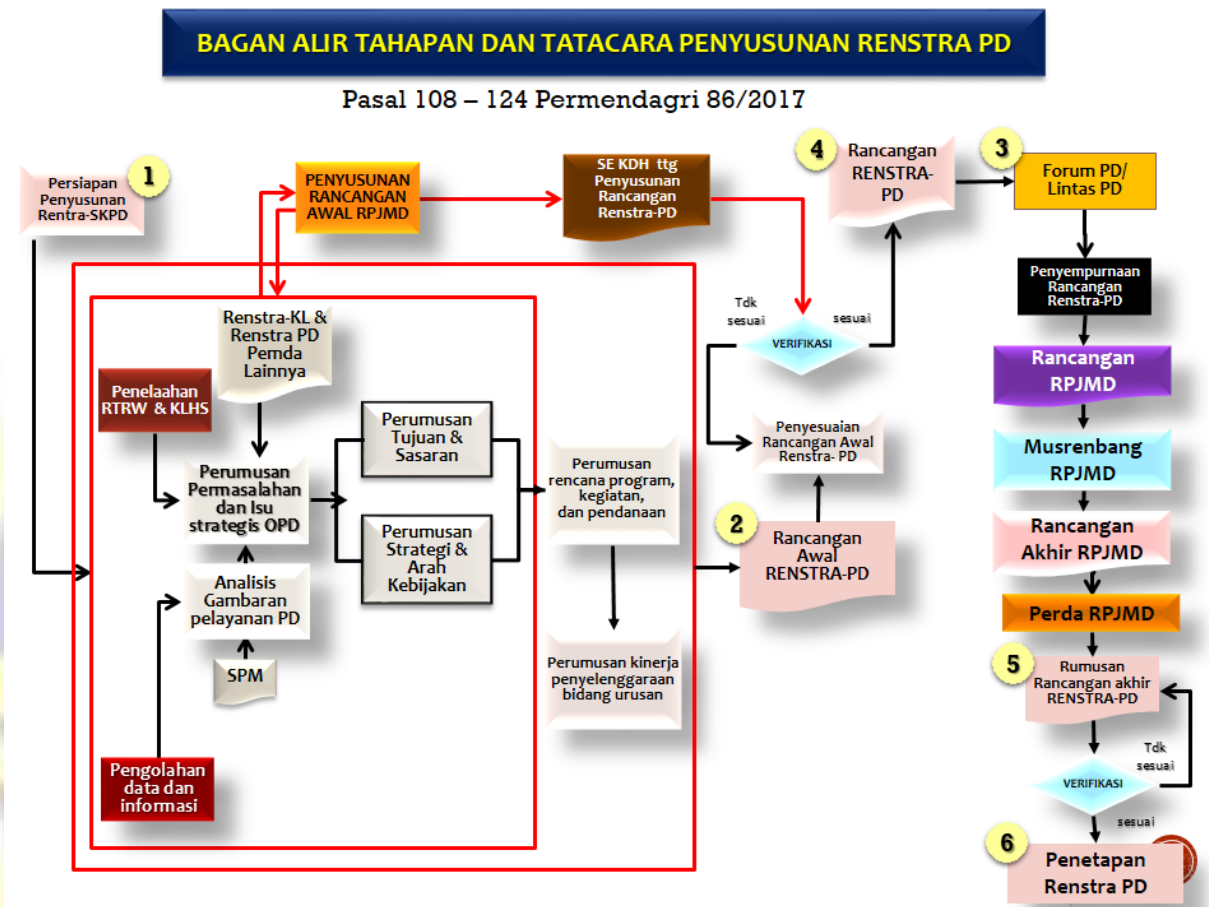 BAGAN ALIR TAHAPAN DAN TATACARA PENYUSUNAN RENSTRA PD
Pasal 108 – 124 Permendagri 86/2017
1
Persiapan
Penyusunan
Rentra-SKPD
PENYUSUNAN
RANCANGAN
AWAL RPJMD
SE KDH ttg
Penyusunan
Rancangan
Renstra-PD
4
Rancangan
RENSTRA-
PD
3
Forum PD/
Lintas PD
Penyempurnaan
Rancangan
Renstra-PD
Renstra-KL &
Renstra PD
Pemda
Lainnya
Penelaahan
RTRW & KLHS
Perumusan
Permasalahan
dan Isu
strategis OPD
Analisis
Gambaran
pelayanan PD
SPM
Pengolahan
data dan
informasi
Perumusan
Tujuan &
Sasaran
Perumusan
Strategi &
Arah
Kebijakan
Perumusan
rencana program,
kegiatan,
dan pendanaan
Perumusan kinerja
penyelenggaraan
bidang urusan
2
Rancangan
Awal
RENSTRA-PD
Penyesuaian
Rancangan Awal
Renstra- PD
Tdk
sesuai
sesuai
VERIFIKASI
Rancangan
RPJMD
Musrenbang
RPJMD
Rancangan
Akhir RPJMD
Perda RPJMD
5
Rumusan
Rancangan akhir
RENSTRA-PD
Tdk
sesuai
VERIFIKASI
sesuai
6
Penetapan
Renstra PD